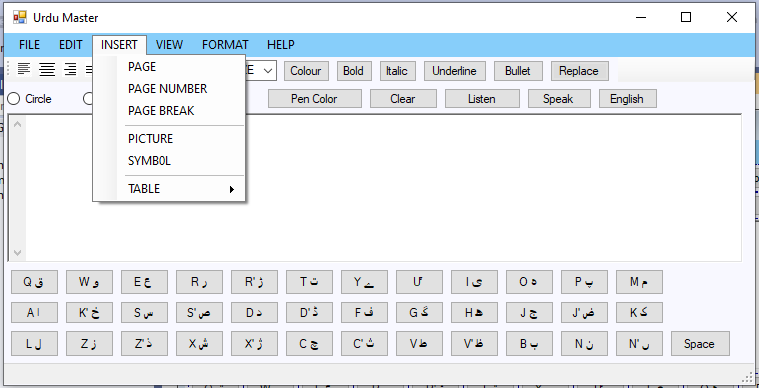 Urdu Master
FILE EDIT INSERT VIEW FORMAT HELP
PAGE
PAGE NUMBER
PAGE BREAK
PICTURE
SYMB0L
TABLE
E Colour Bold Italic Underline Bullet Replace
Circle Pen Color Clear Listen Speak English
Q ق W و E ع R ر R' ڑ T ت Y ے U ء I ی O ہ P پ M م
A ا K' خ S س S' ص D د D' ڈ F ف G گ H ھ J ج J' ض K ک
L ل Z ز Z' ذ X ش X' ژ C چ C' ث V ط V' ظ B ب N ن N' ں Space